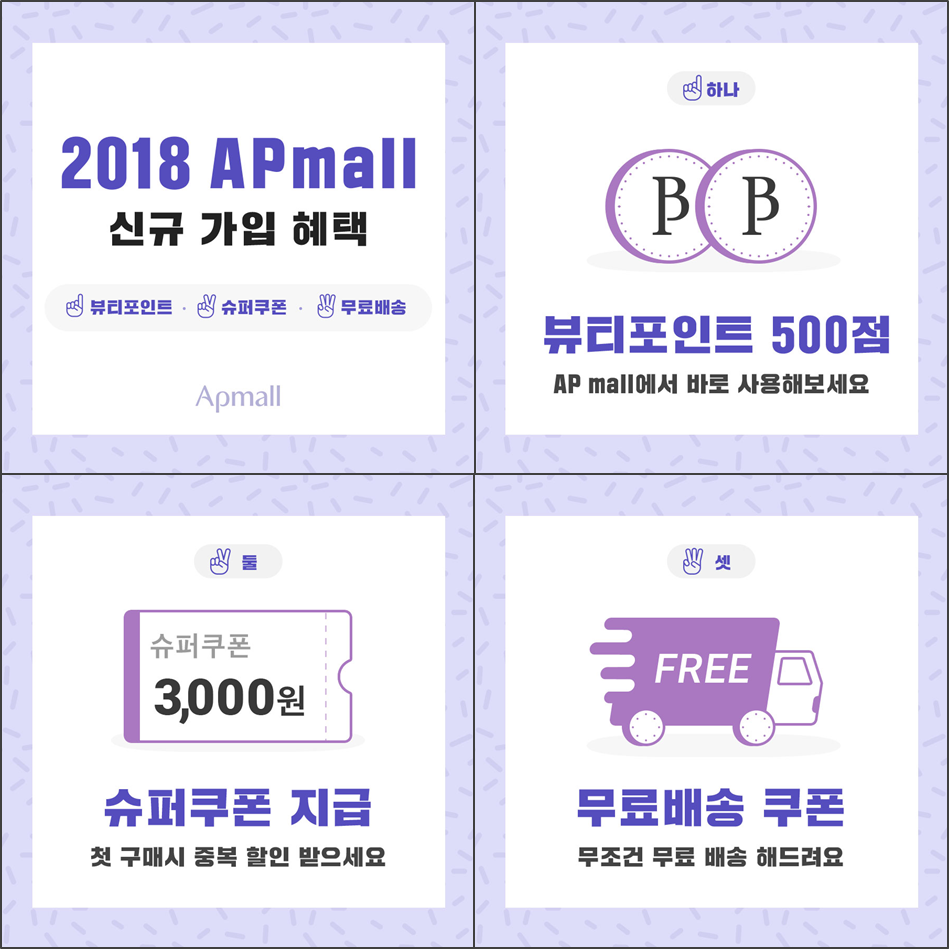 2018 APmall
신규 가입 혜택
뷰티포인트 · 슈퍼쿠폰 · 무료배송
Apmall
하나
뷰티포인트 500점
AP mall에서 바로 사용해보세요
둘
슈퍼쿠폰
3,000원
슈퍼쿠폰 지급
첫 구매시 중복 할인 받으세요
셋
FREE
무료배송 쿠폰
무조건 무료 배송 해드려요